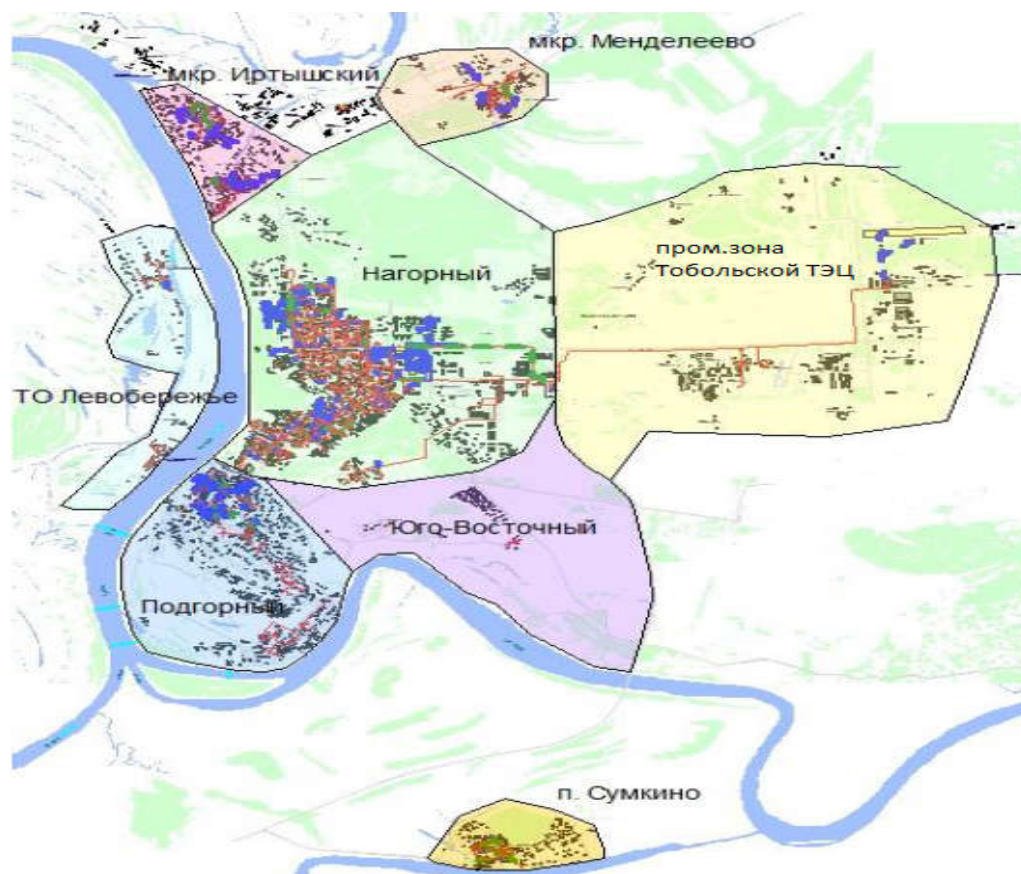 мкр. Менделеево
мкр. Иртышский
Нагорный
пром.зона
Тобольской ТЭЦ
ТО Левобережье
Юго-Восточный
Подгорный
п. Сумкино